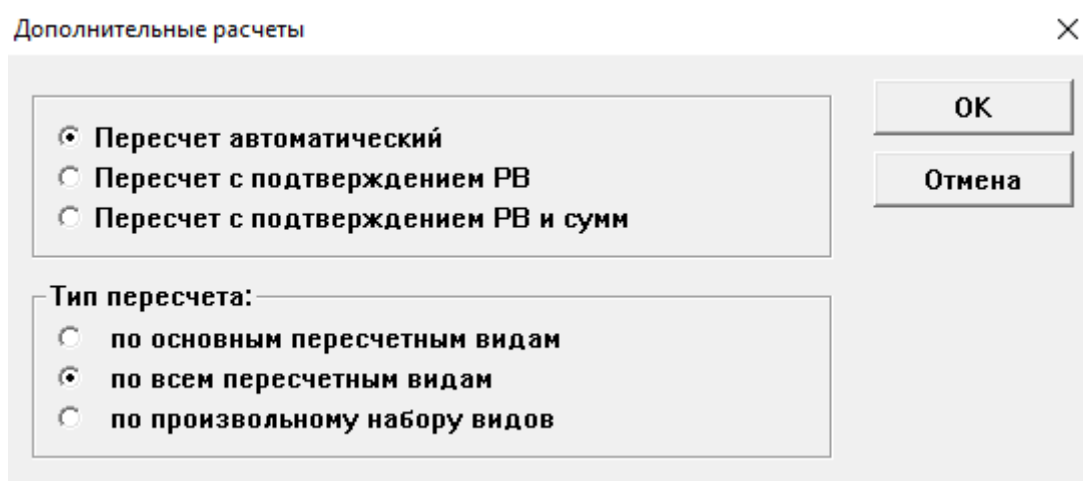 Дополнительные расчеты
Пересчет автоматический
Пересчет с подтверждением РВ
Пересчет с подтверждением РВ и сумм
OK
Отмена
Тип пересчета:
по основным пересчетным видам
по всем пересчетным видам
по произвольному набору видов